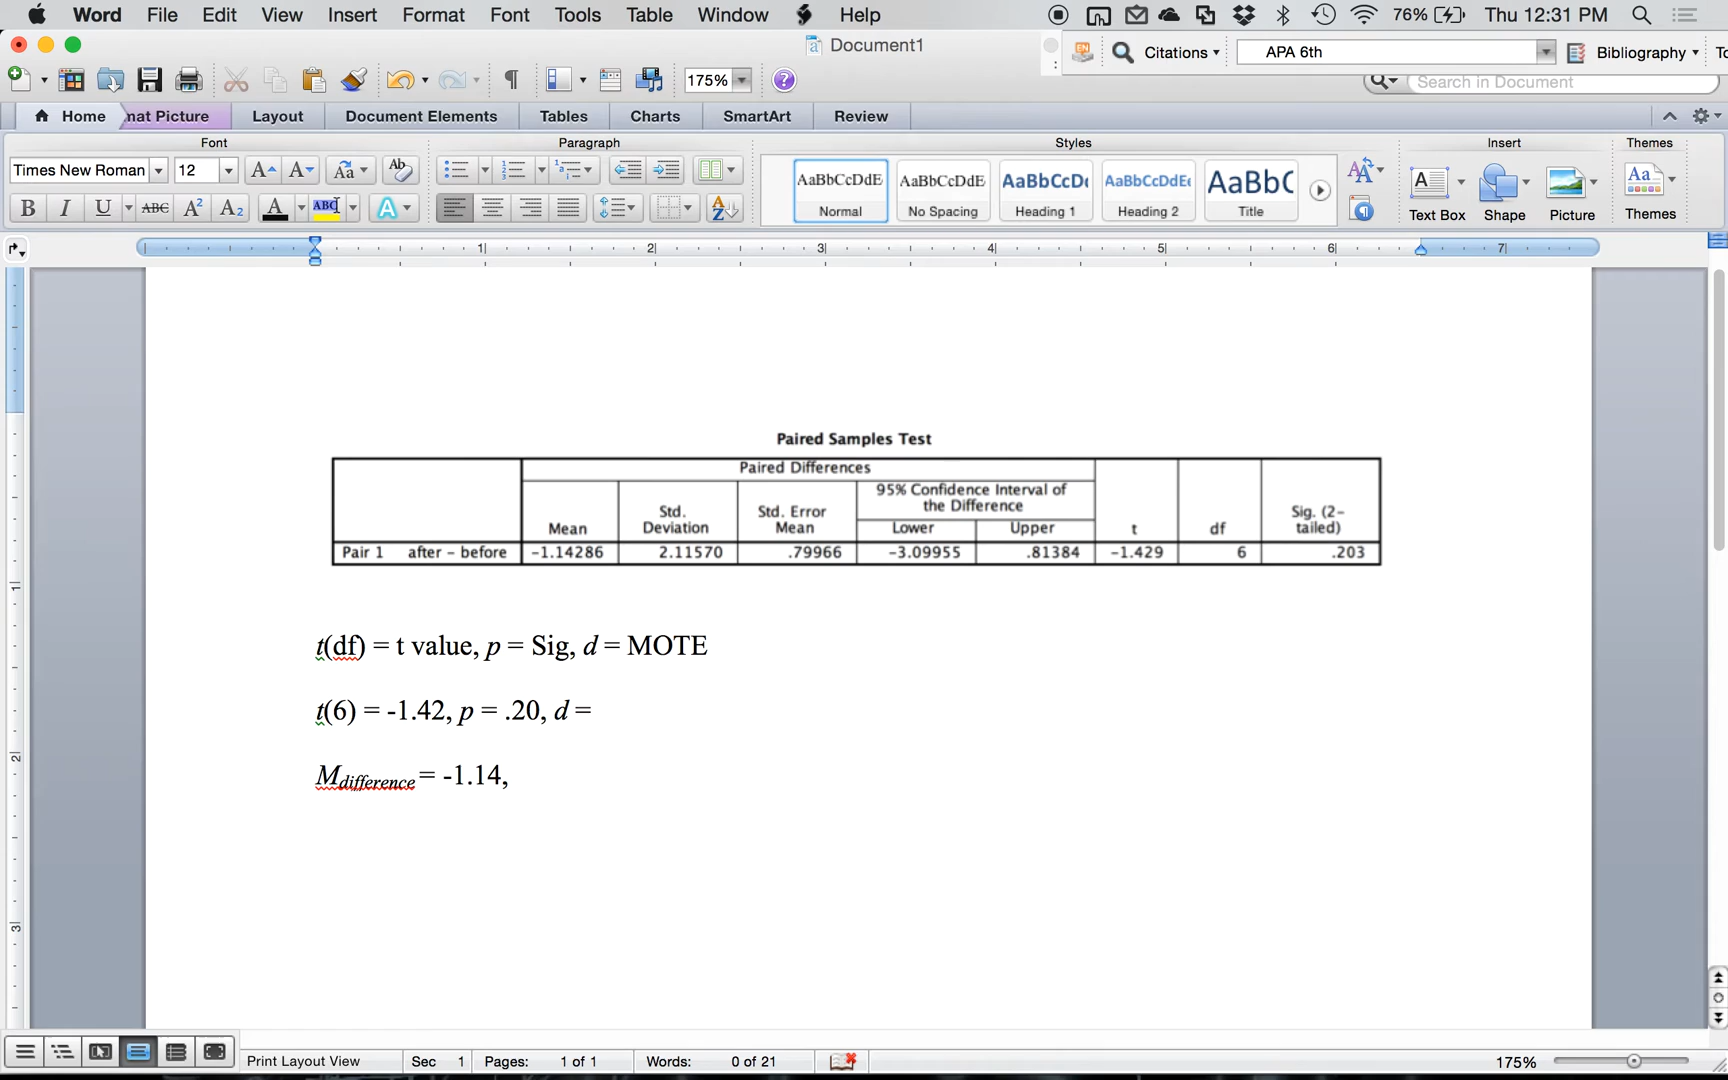 Word File Edit View Insert Format Font Tools Table Window Help 76% Thu 12:31 PM
Document1
Citations APA 6th Bibliography To
175% Search in Document
Home nat Picture Layout Document Elements Tables Charts SmartArt Review
Font Paragraph Styles Insert Themes
Times New Roman 12
AaBbCcDdE AaBbCcDdE AaBbCcDc AaBbCcDdEe AaBbC
Normal No Spacing Heading 1 Heading 2 Title
Text Box Shape Picture Themes
Paired Samples Test
Paired Differences
95% Confidence Interval of the Difference
Mean Std. Deviation Std. Error Mean Lower Upper t df Sig. (2-tailed)
Pair 1 after - before -1.14286 2.11570 .79966 -3.09955 .81384 -1.429 6 .203
t(df) = t value, p = Sig, d = MOTE
t(6) = -1.42, p = .20, d =
Mdifference = -1.14,
Print Layout View Sec 1 Pages: 1 of 1 Words: 0 of 21 175%